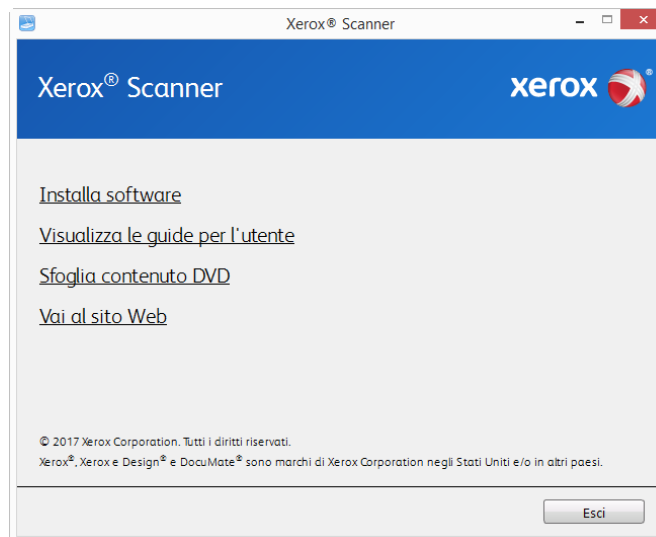 Xerox® Scanner
Xerox® Scanner
xerox ®
Installa software
Visualizza le guide per l'utente
Sfoglia contenuto DVD
Vai al sito Web
© 2017 Xerox Corporation. Tutti i diritti riservati.
Xerox®, Xerox e Design® e DocuMate® sono marchi di Xerox Corporation negli Stati Uniti e/o in altri paesi.
Esci